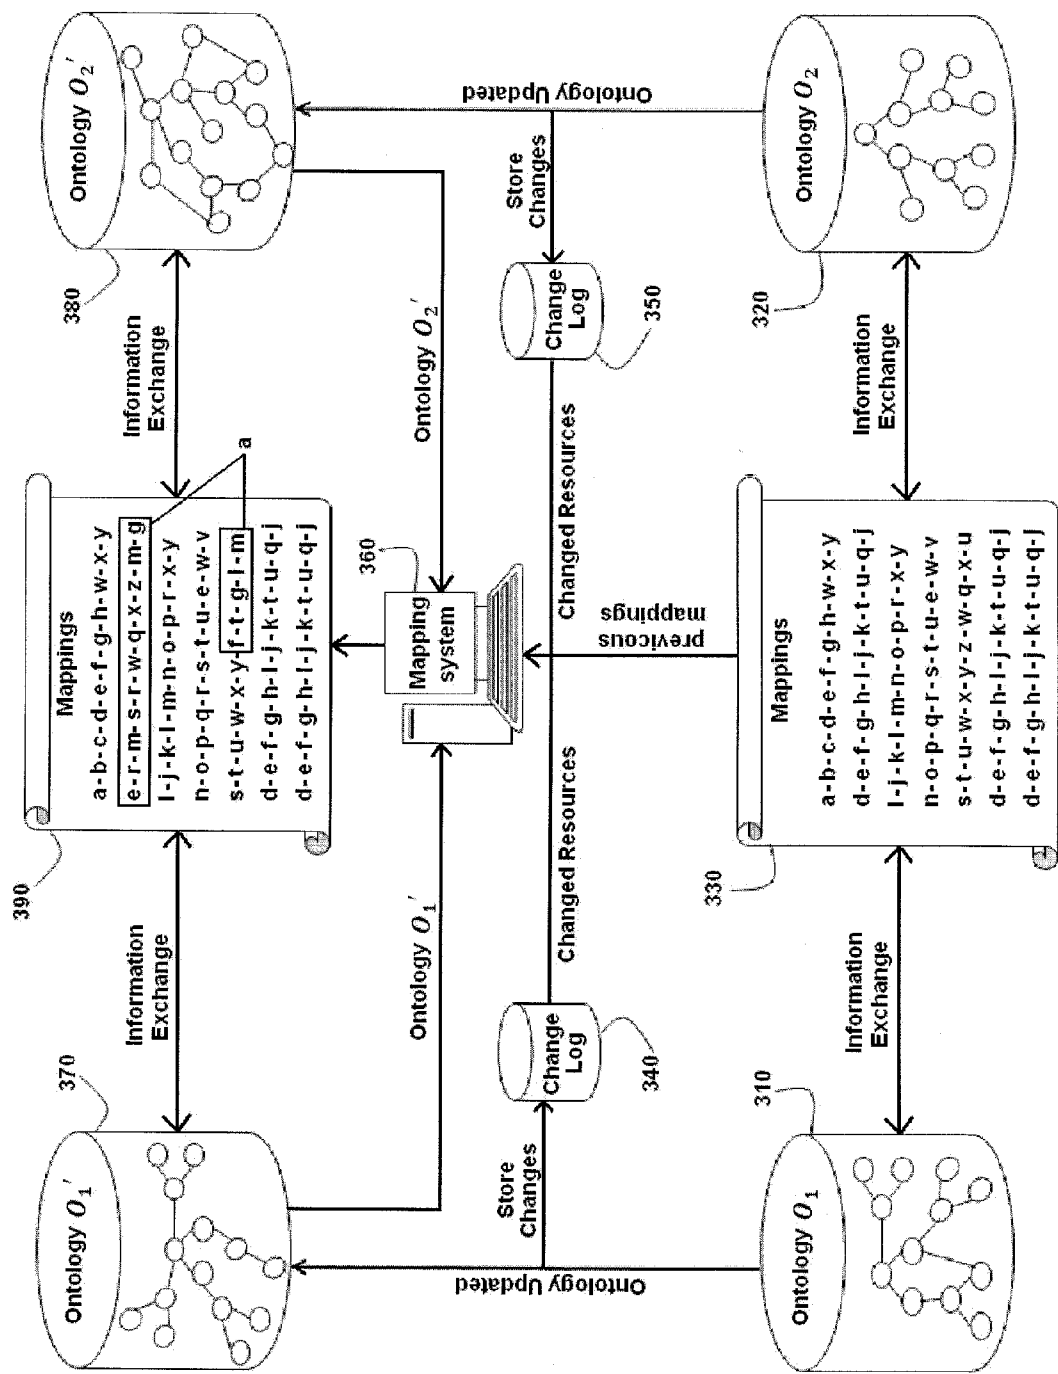 Ontology O₁′
370
Information
Exchange
390
Mappings
a-b-c-d-e-f-g-h-w-x-y
e-r-m-s-r-w-q-x-z-m-g
l-j-k-l-m-n-o-p-r-x-y
n-o-p-q-r-s-t-u-e-w-v
s-t-u-w-x-y-f-t-g-l-m
d-e-f-g-h-l-j-k-t-u-q-j
d-e-f-g-h-l-j-k-t-u-q-j
a
Information
Exchange
380
Ontology O₂′
Ontology O₁′
360
Mapping
system
Ontology O₂′
Ontology Updated
Store
Changes
Change
Log
340
Changed Resources
previcous
mappings
Changed Resources
Change
Log
350
Store
Changes
Ontology Updated
Ontology O₁
310
Information
Exchange
330
Mappings
a-b-c-d-e-f-g-h-w-x-y
d-e-f-g-h-l-j-k-t-u-q-j
l-j-k-l-m-n-o-p-r-x-y
n-o-p-q-r-s-t-u-e-w-v
s-t-u-w-x-y-z-w-q-x-u
d-e-f-g-h-l-j-k-t-u-q-j
d-e-f-g-h-l-j-k-t-u-q-j
Information
Exchange
320
Ontology O₂